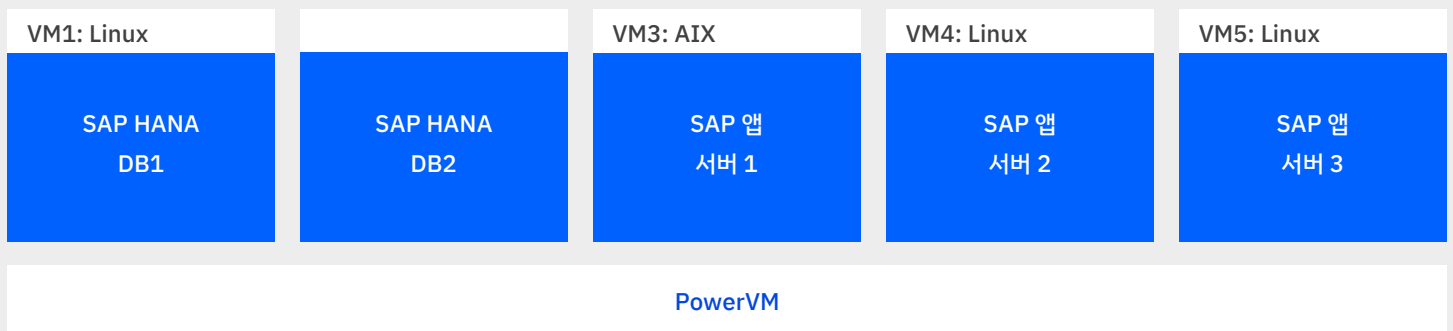 VM1: Linux
SAP HANA
DB1
SAP HANA
DB2
VM3: AIX
SAP 앱
서버 1
VM4: Linux
SAP 앱
서버 2
VM5: Linux
SAP 앱
서버 3
PowerVM